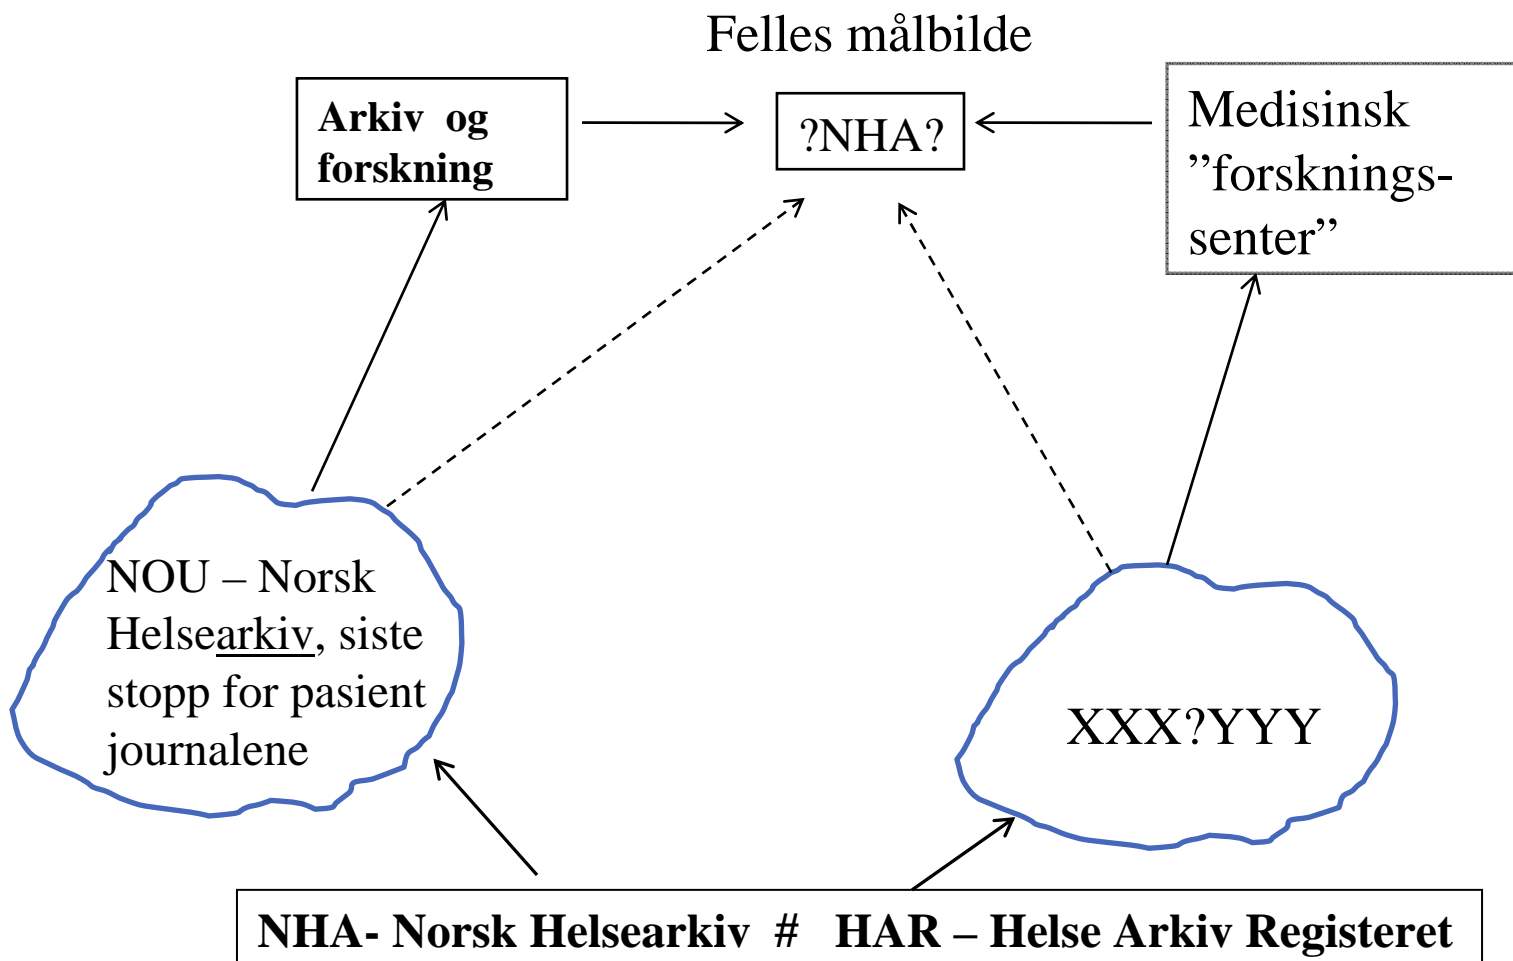 Felles målbilde
Arkiv og
forskning
?NHA?
Medisinsk
”forsknings-
senter”
NOU – Norsk
Helsearkiv, siste
stopp for pasient
journalene
XXX?YYY
NHA- Norsk Helsearkiv # HAR – Helse Arkiv Registeret